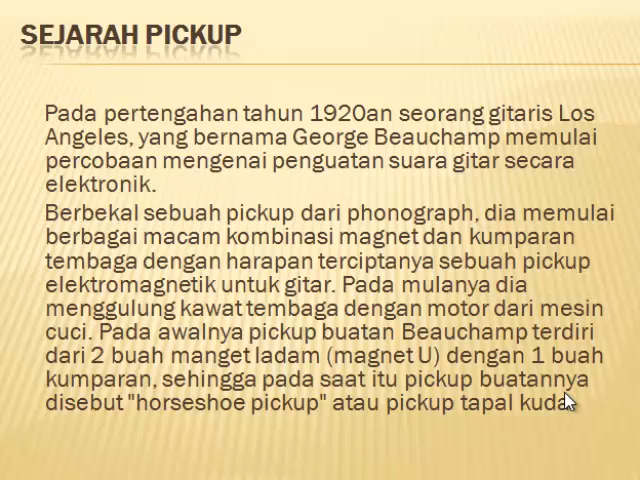 SEJARAH PICKUP
Pada pertengahan tahun 1920an seorang gitaris Los
Angeles, yang bernama George Beauchamp memulai
percobaan mengenai penguatan suara gitar secara
elektronik.
Berbekal sebuah pickup dari phonograph, dia memulai
berbagai macam kombinasi magnet dan kumparan
tembaga dengan harapan terciptanya sebuah pickup
elektromagnetik untuk gitar. Pada mulanya dia
menggulung kawat tembaga dengan motor dari mesin
cuci. Pada awalnya pickup buatan Beauchamp terdiri
dari 2 buah manget ladam (magnet U) dengan 1 buah
kumparan, sehingga pada saat itu pickup buatannya
disebut "horseshoe pickup" atau pickup tapal kuda